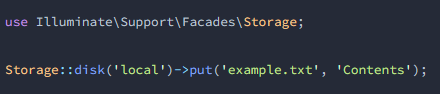 use Illuminate\Support\Facades\Storage;
Storage::disk('local')->put('example.txt', 'Contents');